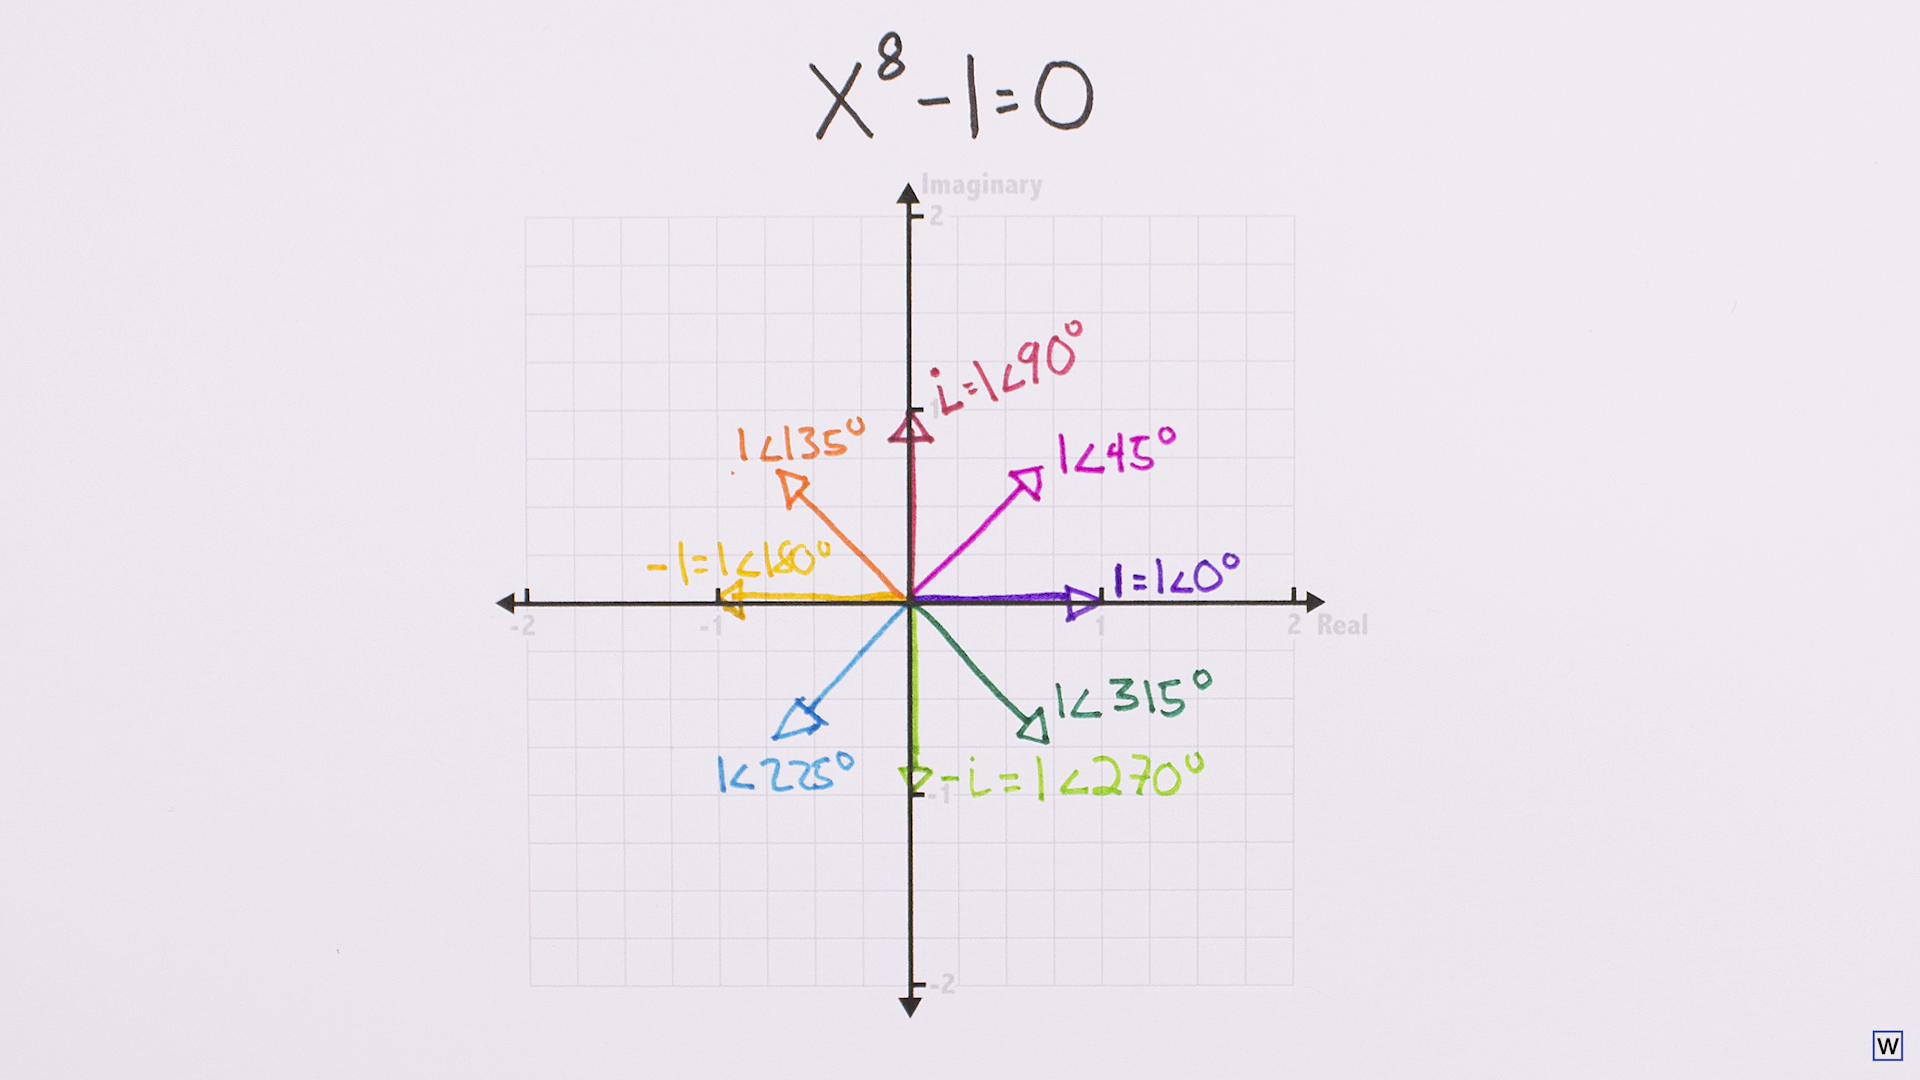 X⁸-1=0
Imaginary
2
i=1<90°
1
1<135°
1<45°
-1=1<180°
1=1<0°
-2
-1
1
2
Real
1<315°
1<225°
-i=1<270°
-1
-2
W